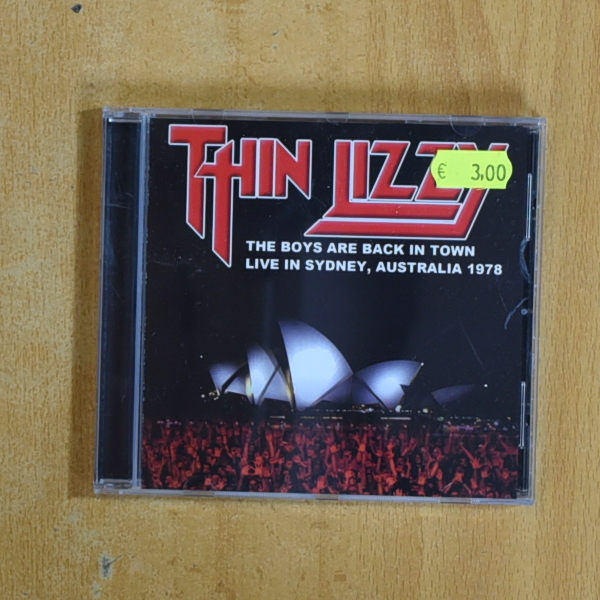 THIN LIZZY
€ 3,00
THE BOYS ARE BACK IN TOWN
LIVE IN SYDNEY, AUSTRALIA 1978